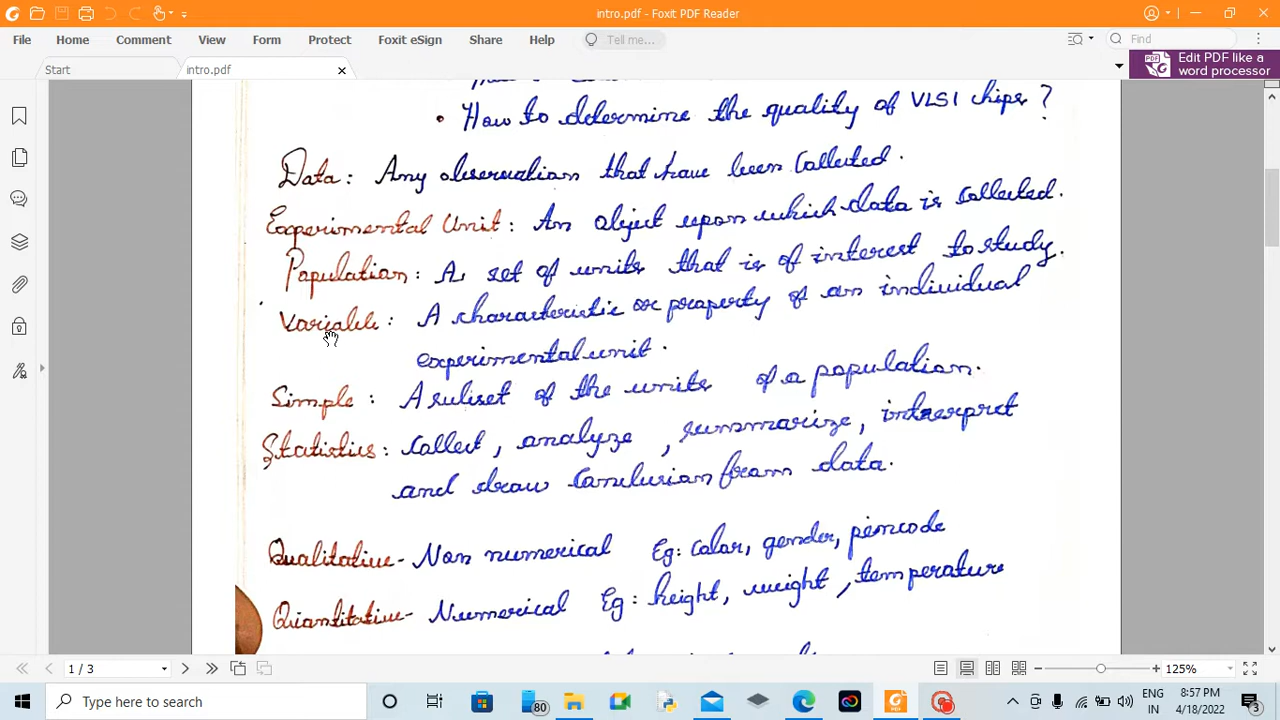 intro.pdf - Foxit PDF Reader
File Home Comment View Form Protect Foxit eSign Share Help Tell me... Find
Start intro.pdf Edit PDF like a word processor
• How to determine the quality of VLSI chips?
Data: Any observation that have been collected.
Experimental Unit: An object upon which data is collected.
Population: A set of units that is of interest to study.
Variable: A characteristic or property of an individual
experimental unit.
Simple: A subset of the units of a population.
Statistics: collect, analyze, summarize, interpret
and draw conclusion from data.
Qualitative - Non numerical Eg: color, gender, pincode
Quantitative - Numerical Eg: height, weight, temperature
1 / 3 125%
Type here to search 80 ENG IN 8:57 PM 4/18/2022 3